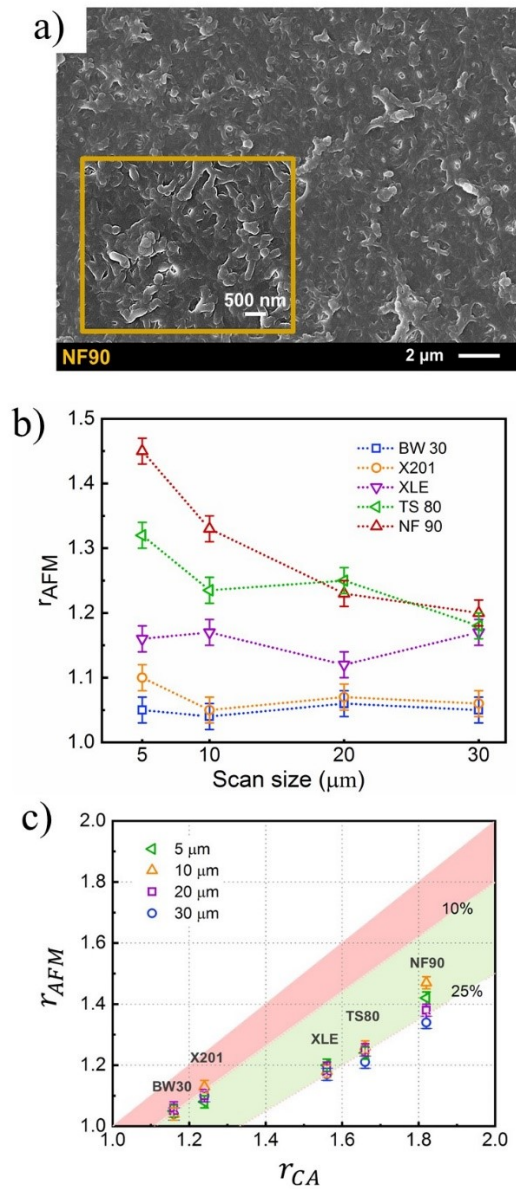 a)
500 nm
NF90
2 µm
b)
1.5
1.4
1.3
1.2
1.1
1.0
rAFM
BW 30
X201
XLE
TS 80
NF 90
5
10
20
30
Scan size (µm)
c)
2.0
1.8
1.6
1.4
1.2
1.0
rAFM
5 µm
10 µm
20 µm
30 µm
10%
25%
NF90
TS80
XLE
X201
BW30
1.0
1.2
1.4
1.6
1.8
2.0
rCA